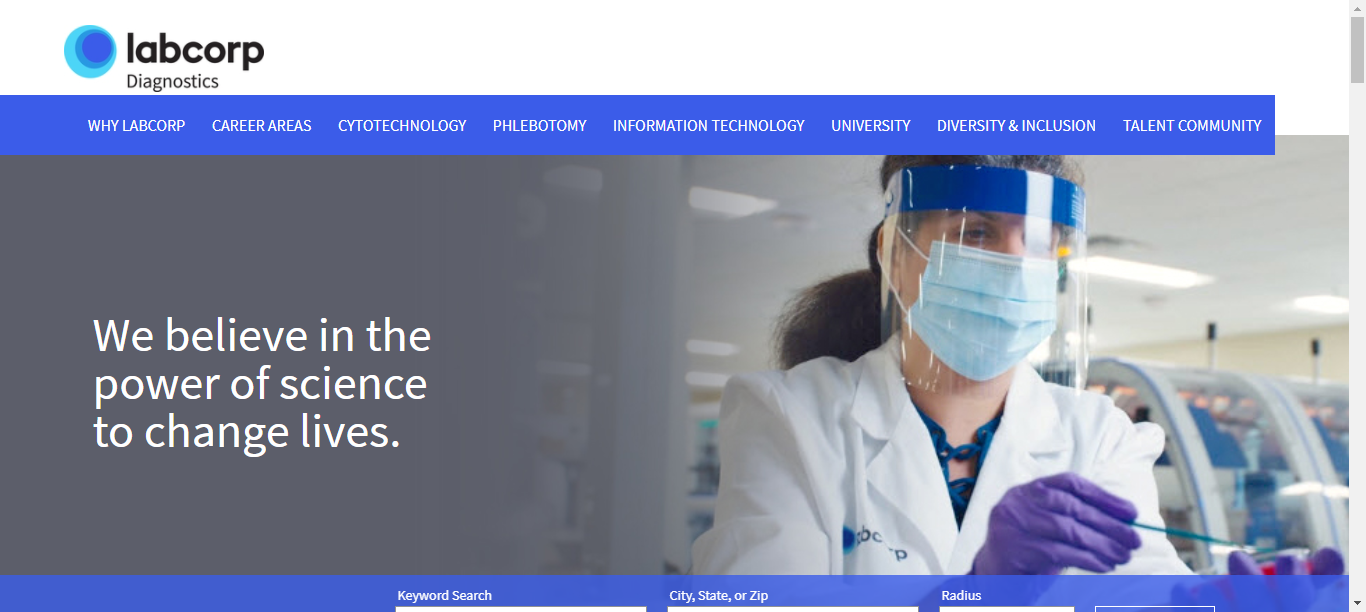 labcorp
Diagnostics
WHY LABCORP CAREER AREAS CYTOTECHNOLOGY PHLEBOTOMY INFORMATION TECHNOLOGY UNIVERSITY DIVERSITY & INCLUSION TALENT COMMUNITY
We believe in the
power of science
to change lives.
labcorp
Keyword Search City, State, or Zip Radius